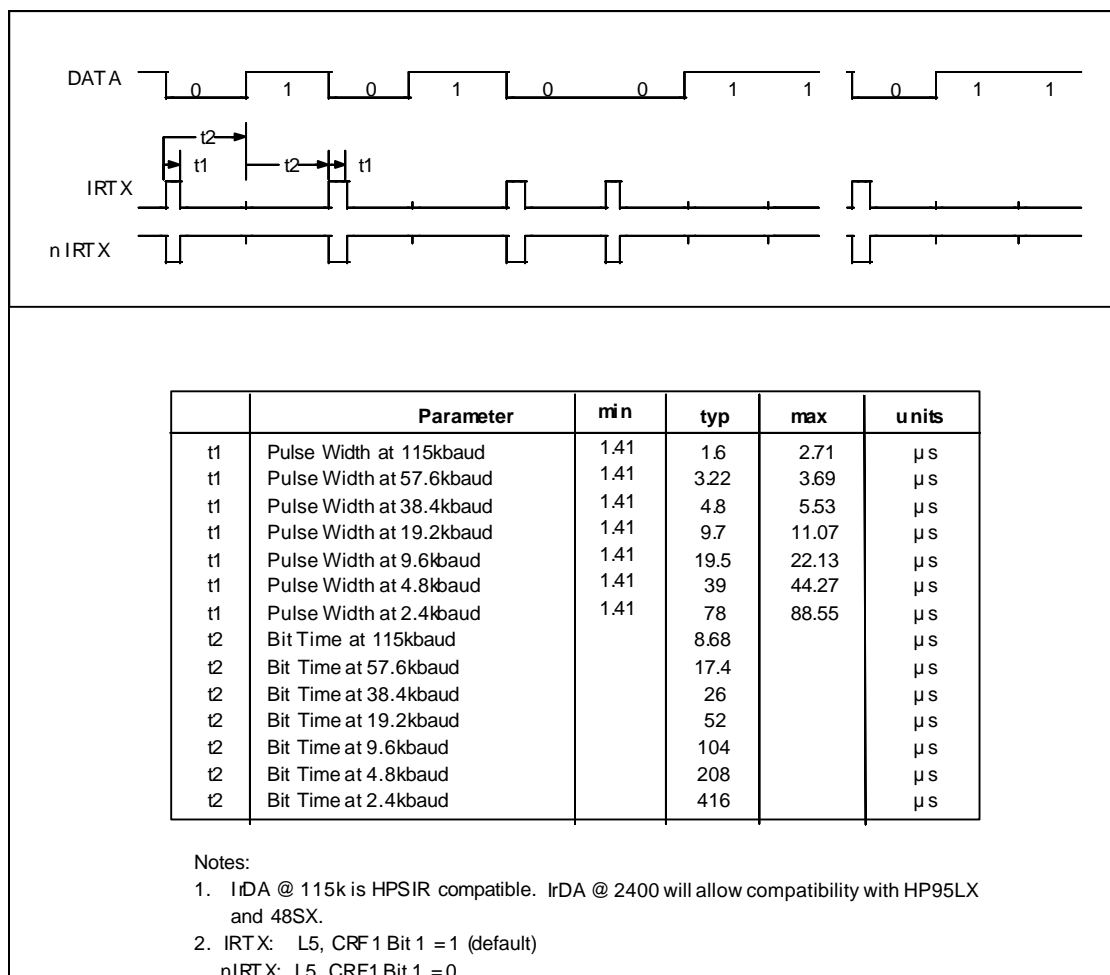 DATA 0 1 0 1 0 0 1 1 0 1 1
t2
t1 t2 t1
IRTX
nIRTX
Parameter min typ max units
t1 Pulse Width at 115kbaud 1.41 1.6 2.71 µs
t1 Pulse Width at 57.6kbaud 1.41 3.22 3.69 µs
t1 Pulse Width at 38.4kbaud 1.41 4.8 5.53 µs
t1 Pulse Width at 19.2kbaud 1.41 9.7 11.07 µs
t1 Pulse Width at 9.6kbaud 1.41 19.5 22.13 µs
t1 Pulse Width at 4.8kbaud 1.41 39 44.27 µs
t1 Pulse Width at 2.4kbaud 1.41 78 88.55 µs
t2 Bit Time at 115kbaud 8.68 µs
t2 Bit Time at 57.6kbaud 17.4 µs
t2 Bit Time at 38.4kbaud 26 µs
t2 Bit Time at 19.2kbaud 52 µs
t2 Bit Time at 9.6kbaud 104 µs
t2 Bit Time at 4.8kbaud 208 µs
t2 Bit Time at 2.4kbaud 416 µs
Notes:
1. IrDA @ 115k is HPSIR compatible. IrDA @ 2400 will allow compatibility with HP95LX
and 48SX.
2. IRTX: L5, CRF1 Bit 1 = 1 (default)
nIRTX: L5, CRF1 Bit 1 = 0